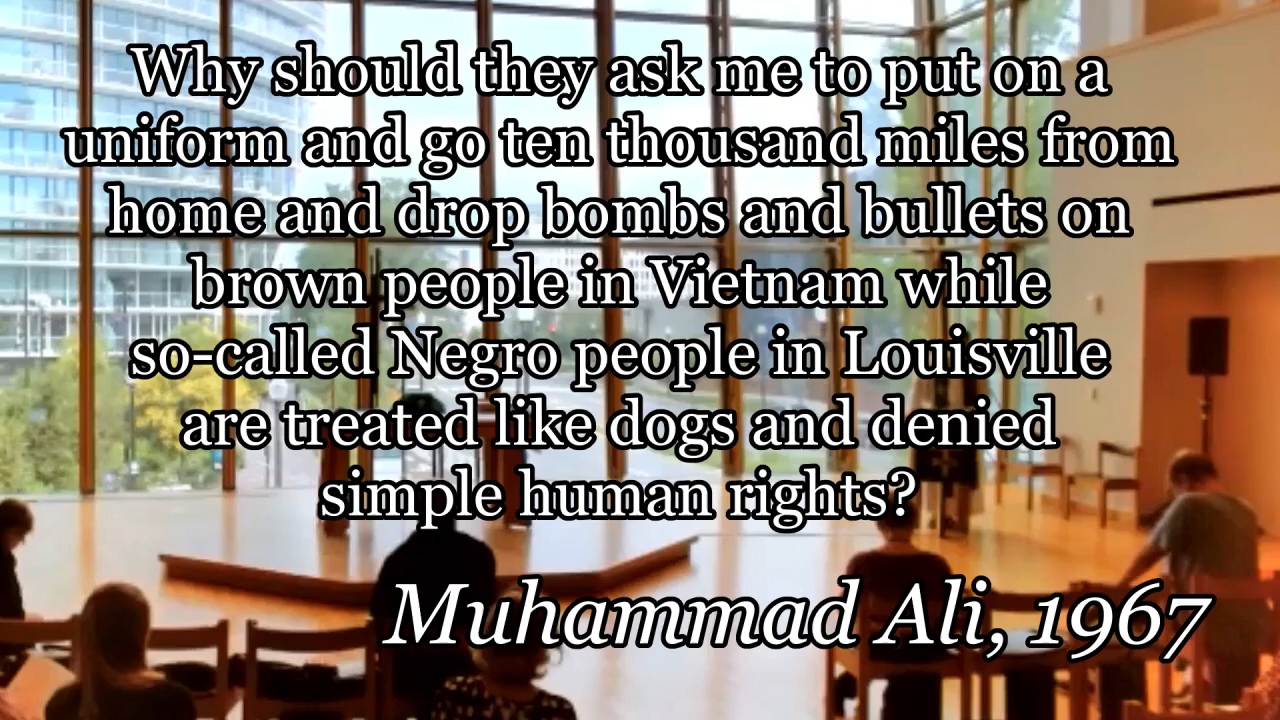 Why should they ask me to put on a
uniform and go ten thousand miles from
home and drop bombs and bullets on
brown people in Vietnam while
so-called Negro people in Louisville
are treated like dogs and denied
simple human rights?
Muhammad Ali, 1967